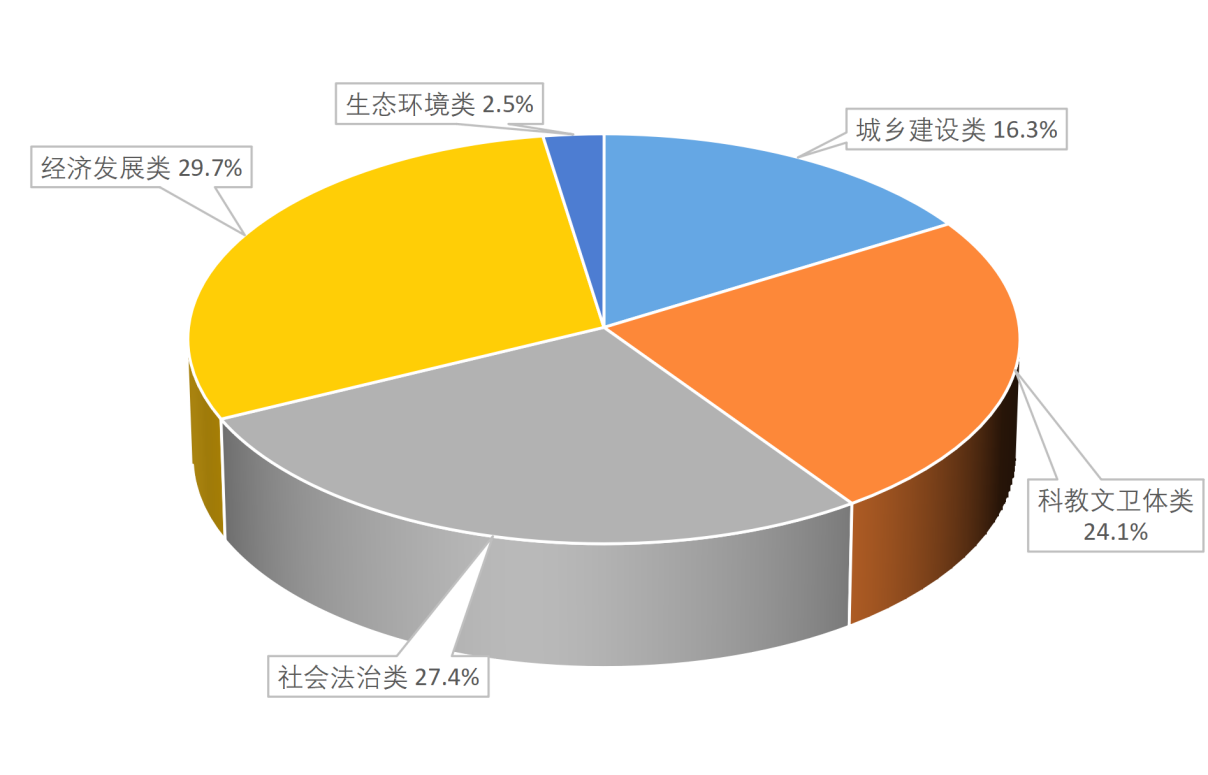 生态环境类 2.5%
城乡建设类 16.3%
经济发展类 29.7%
科教文卫体类
24.1%
社会法治类 27.4%